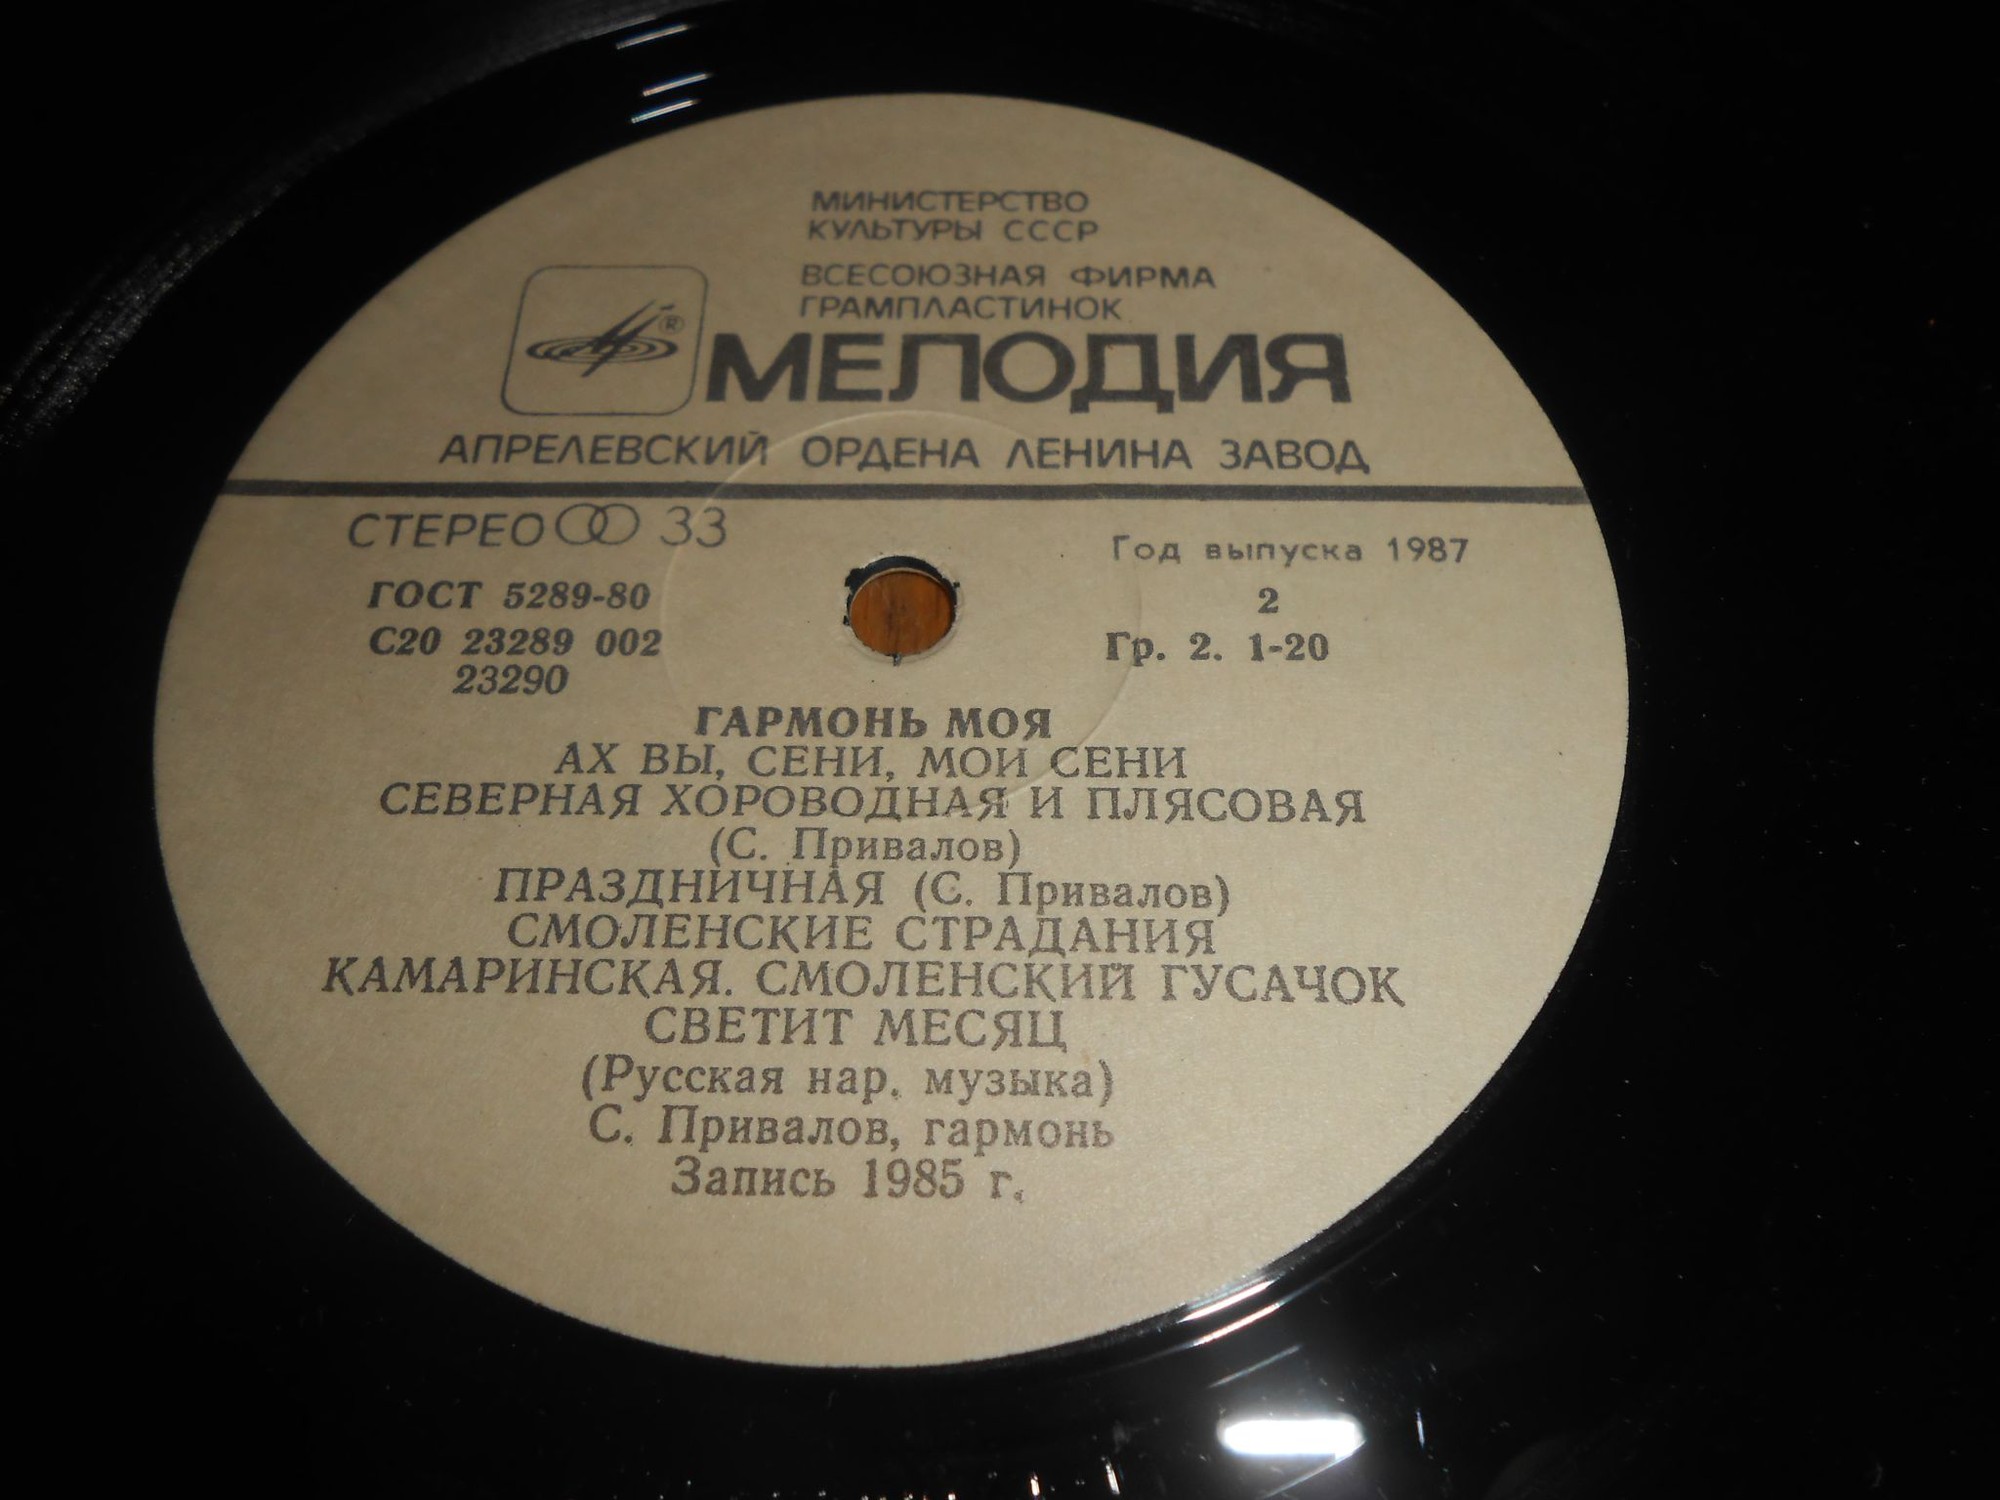 МИНИСТЕРСТВО
КУЛЬТУРЫ СССР
ВСЕСОЮЗНАЯ ФИРМА
ГРАМПЛАСТИНОК
®
МЕЛОДИЯ
АПРЕЛЕВСКИЙ ОРДЕНА ЛЕНИНА ЗАВОД
СТЕРЕО 33
Год выпуска 1987
ГОСТ 5289-80
2
С20 23289 002
Гр. 2. 1-20
23290
ГАРМОНЬ МОЯ
АХ ВЫ, СЕНИ, МОИ СЕНИ
СЕВЕРНАЯ ХОРОВОДНАЯ И ПЛЯСОВАЯ
(С. Привалов)
ПРАЗДНИЧНАЯ (С. Привалов)
СМОЛЕНСКИЕ СТРАДАНИЯ
КАМАРИНСКАЯ. СМОЛЕНСКИЙ ГУСАЧОК
СВЕТИТ МЕСЯЦ
(Русская нар. музыка)
С. Привалов, гармонь
Запись 1985 г.